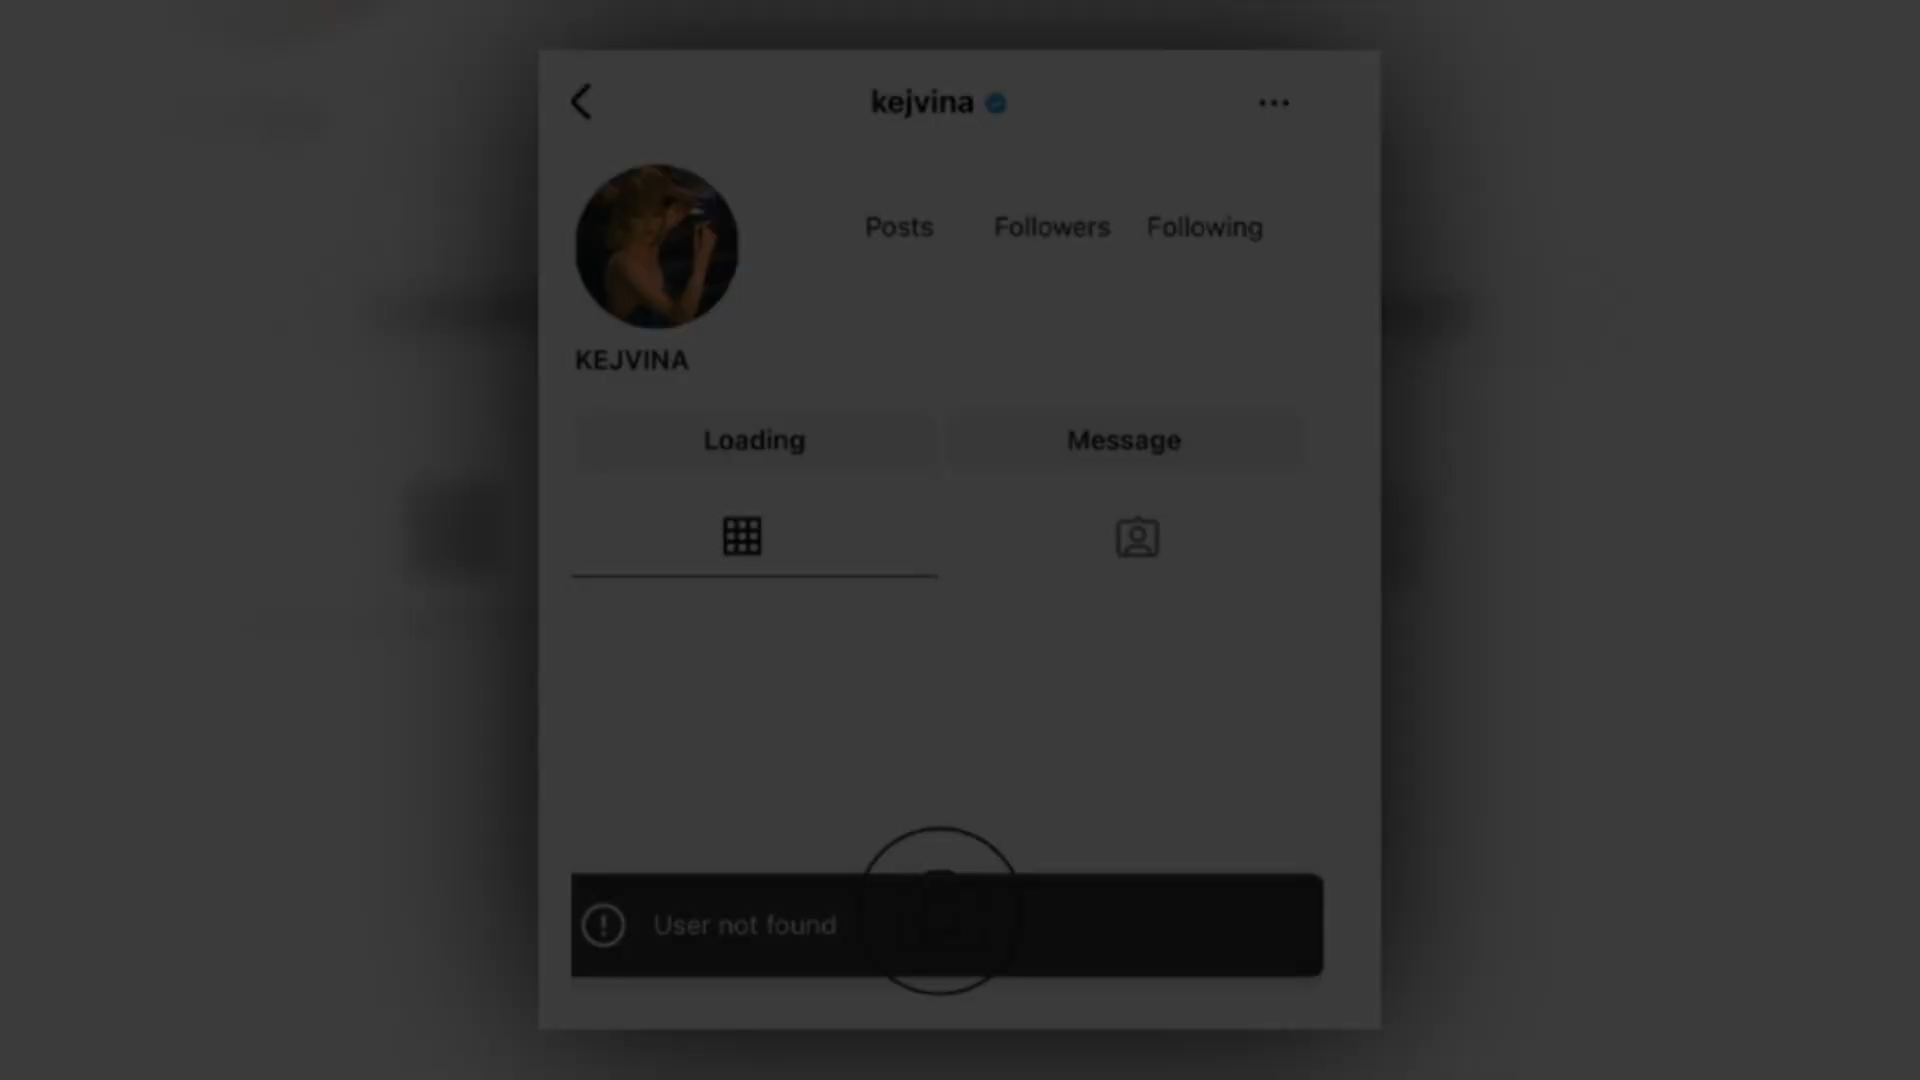 kejvina
Posts Followers Following
KEJVINA
Loading Message
User not found